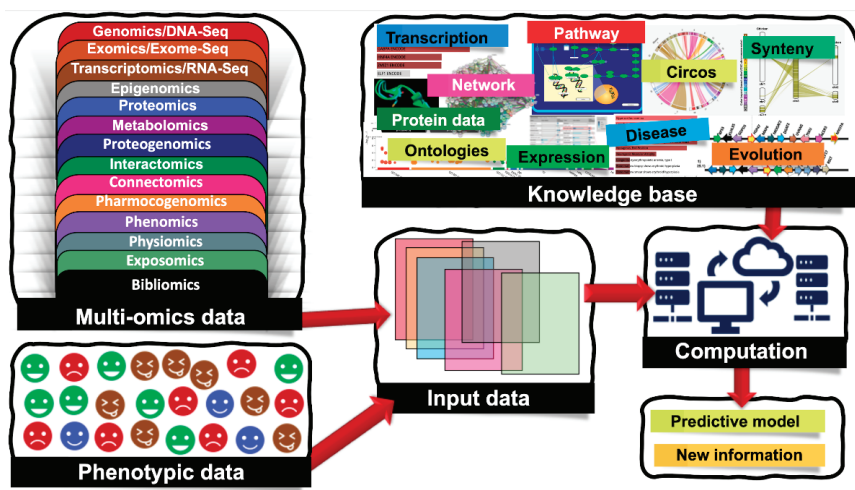 Genomics/DNA-Seq
Exomics/Exome-Seq
Transcriptomics/RNA-Seq
Epigenomics
Proteomics
Metabolomics
Proteogenomics
Interactomics
Connectomics
Pharmocogenomics
Phenomics
Physiomics
Exposomics
Bibliomics
Multi-omics data
Phenotypic data
Transcription
Pathway
Synteny
Circos
Network
Protein data
Disease
Ontologies
Expression
Evolution
Knowledge base
Input data
Computation
Predictive model
New information